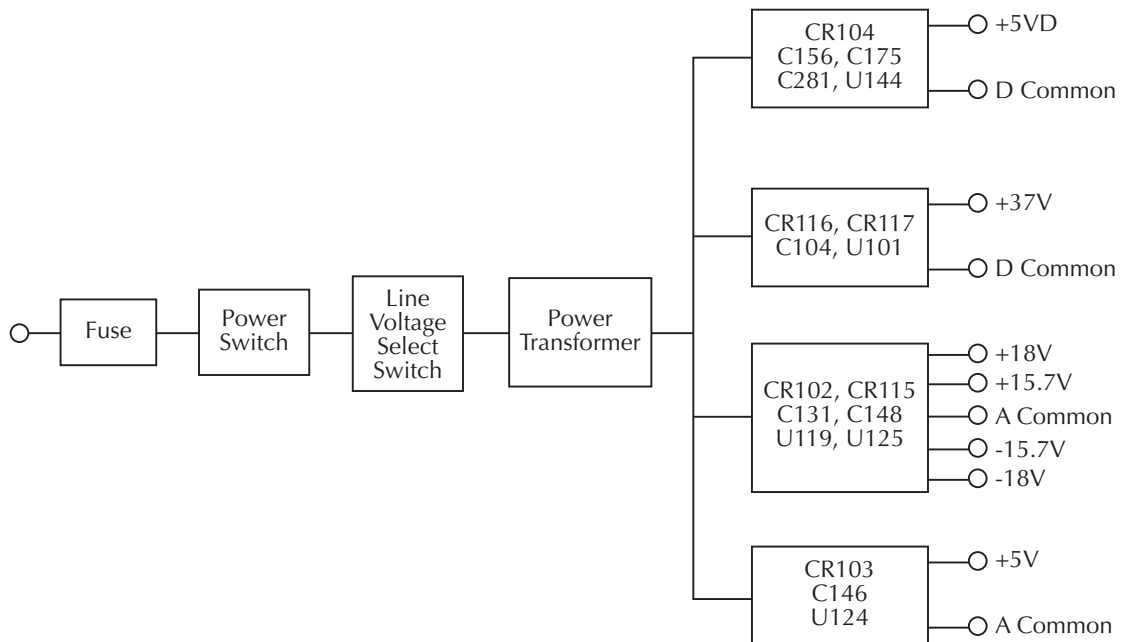 Fuse
Power
Switch
Line
Voltage
Select
Switch
Power
Transformer
CR104
C156, C175
C281, U144
+5VD
D Common
CR116, CR117
C104, U101
+37V
D Common
CR102, CR115
C131, C148
U119, U125
+18V
+15.7V
A Common
-15.7V
-18V
CR103
C146
U124
+5V
A Common